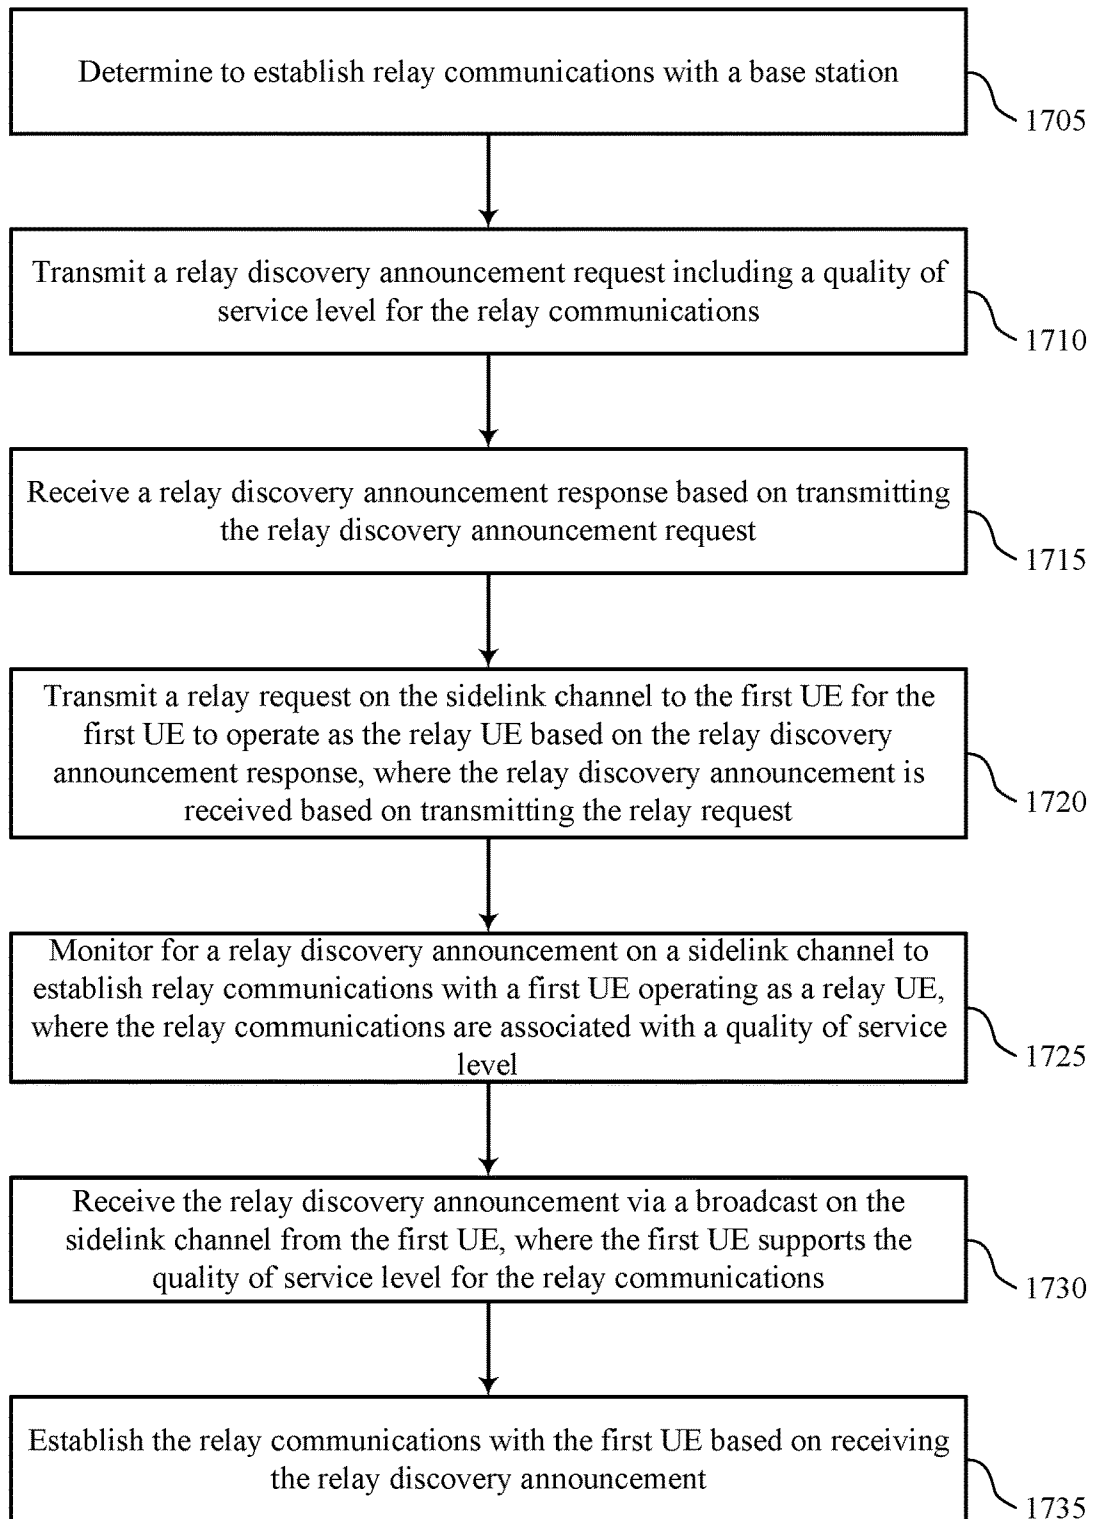 Determine to establish relay communications with a base station
1705
Transmit a relay discovery announcement request including a quality of
service level for the relay communications
1710
Receive a relay discovery announcement response based on transmitting
the relay discovery announcement request
1715
Transmit a relay request on the sidelink channel to the first UE for the
first UE to operate as the relay UE based on the relay discovery
announcement response, where the relay discovery announcement is
received based on transmitting the relay request
1720
Monitor for a relay discovery announcement on a sidelink channel to
establish relay communications with a first UE operating as a relay UE,
where the relay communications are associated with a quality of service
level
1725
Receive the relay discovery announcement via a broadcast on the
sidelink channel from the first UE, where the first UE supports the
quality of service level for the relay communications
1730
Establish the relay communications with the first UE based on receiving
the relay discovery announcement
1735